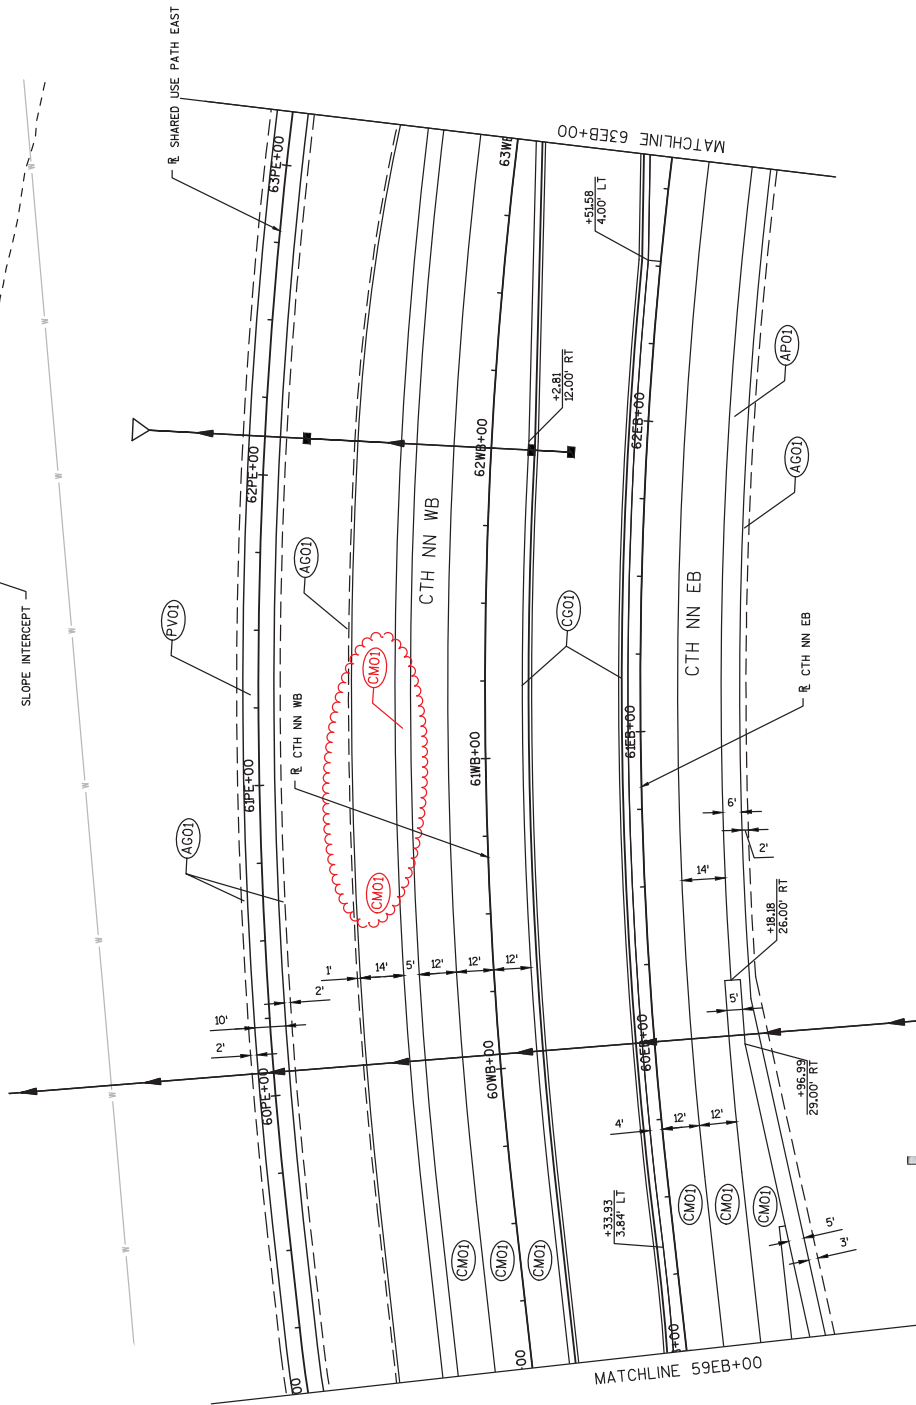 ℞ SHARED USE PATH EAST
MATCHLINE 63EB+00
63PE+00
63WB
+51.58
4.00' LT
AP01
+2.81
12.00' RT
62PE+00
62WB+00
62EB+00
AG01
CTH NN WB
AG01
SLOPE INTERCEPT
PV01
CM01
CG01
CTH NN EB
℞ CTH NN WB
℞ CTH NN EB
61PE+00
61WB+00
61EB+00
6'
2'
AG01
CM01
14'
+18.18
26.00' RT
1'
14'
5'
12'
12'
12'
2'
10'
2'
5'
60PE+00
60WB+00
60EB+00
+96.99
29.00' RT
4'
12'
12'
+33.93
3.84' LT
CM01
CM01
CM01
5'
3'
CM01
CM01
CM01
00
00
+00
MATCHLINE 59EB+00
W
W
W
W
W
W
W
W